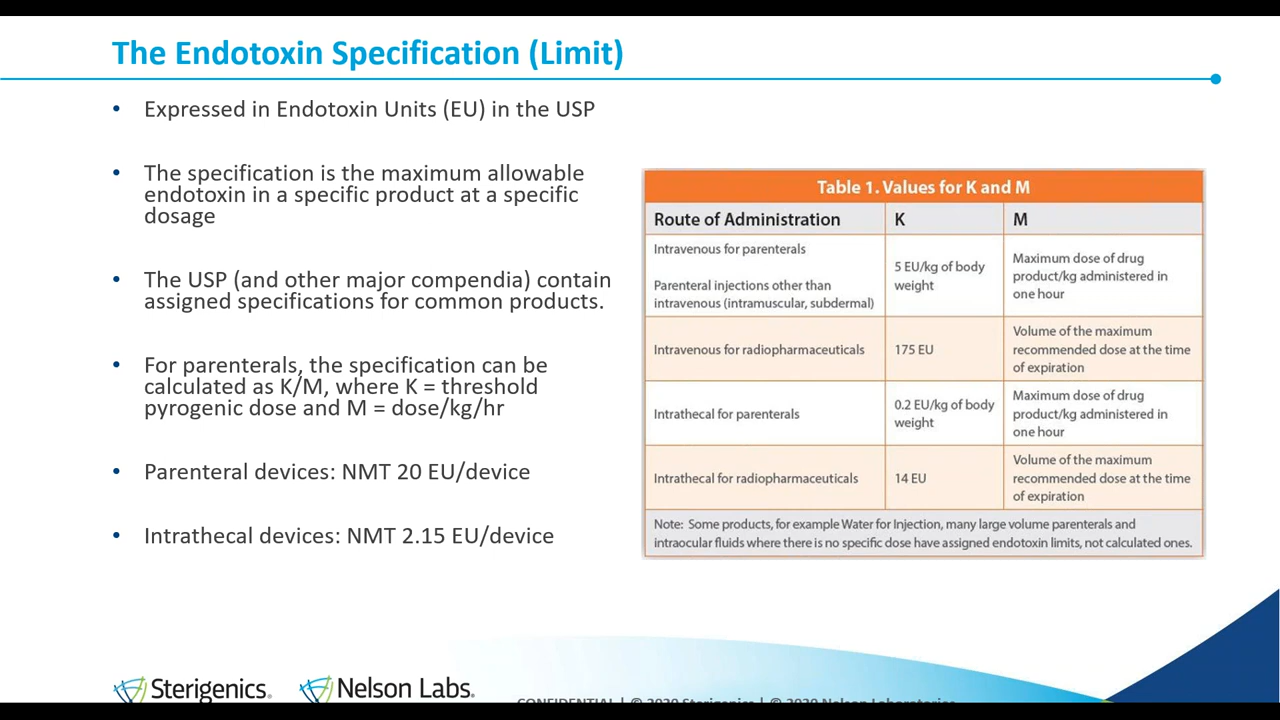 The Endotoxin Specification (Limit)
• Expressed in Endotoxin Units (EU) in the USP
• The specification is the maximum allowable
endotoxin in a specific product at a specific
dosage
• The USP (and other major compendia) contain
assigned specifications for common products.
• For parenterals, the specification can be
calculated as K/M, where K = threshold
pyrogenic dose and M = dose/kg/hr
• Parenteral devices: NMT 20 EU/device
• Intrathecal devices: NMT 2.15 EU/device
Table 1. Values for K and M
Route of Administration K M
Intravenous for parenterals
Parenteral injections other than
intravenous (intramuscular, subdermal)
5 EU/kg of body
weight
Maximum dose of drug
product/kg administered in
one hour
Intravenous for radiopharmaceuticals
175 EU
Volume of the maximum
recommended dose at the time
of expiration
Intrathecal for parenterals
0.2 EU/kg of body
weight
Maximum dose of drug
product/kg administered in
one hour
Intrathecal for radiopharmaceuticals
14 EU
Volume of the maximum
recommended dose at the time
of expiration
Note: Some products, for example Water for Injection, many large volume parenterals and
intraocular fluids where there is no specific dose have assigned endotoxin limits, not calculated ones.
Sterigenics® Nelson Labs®
CONFIDENTIAL | © 2020 Sterigenics | © 2020 Nelson Laboratories